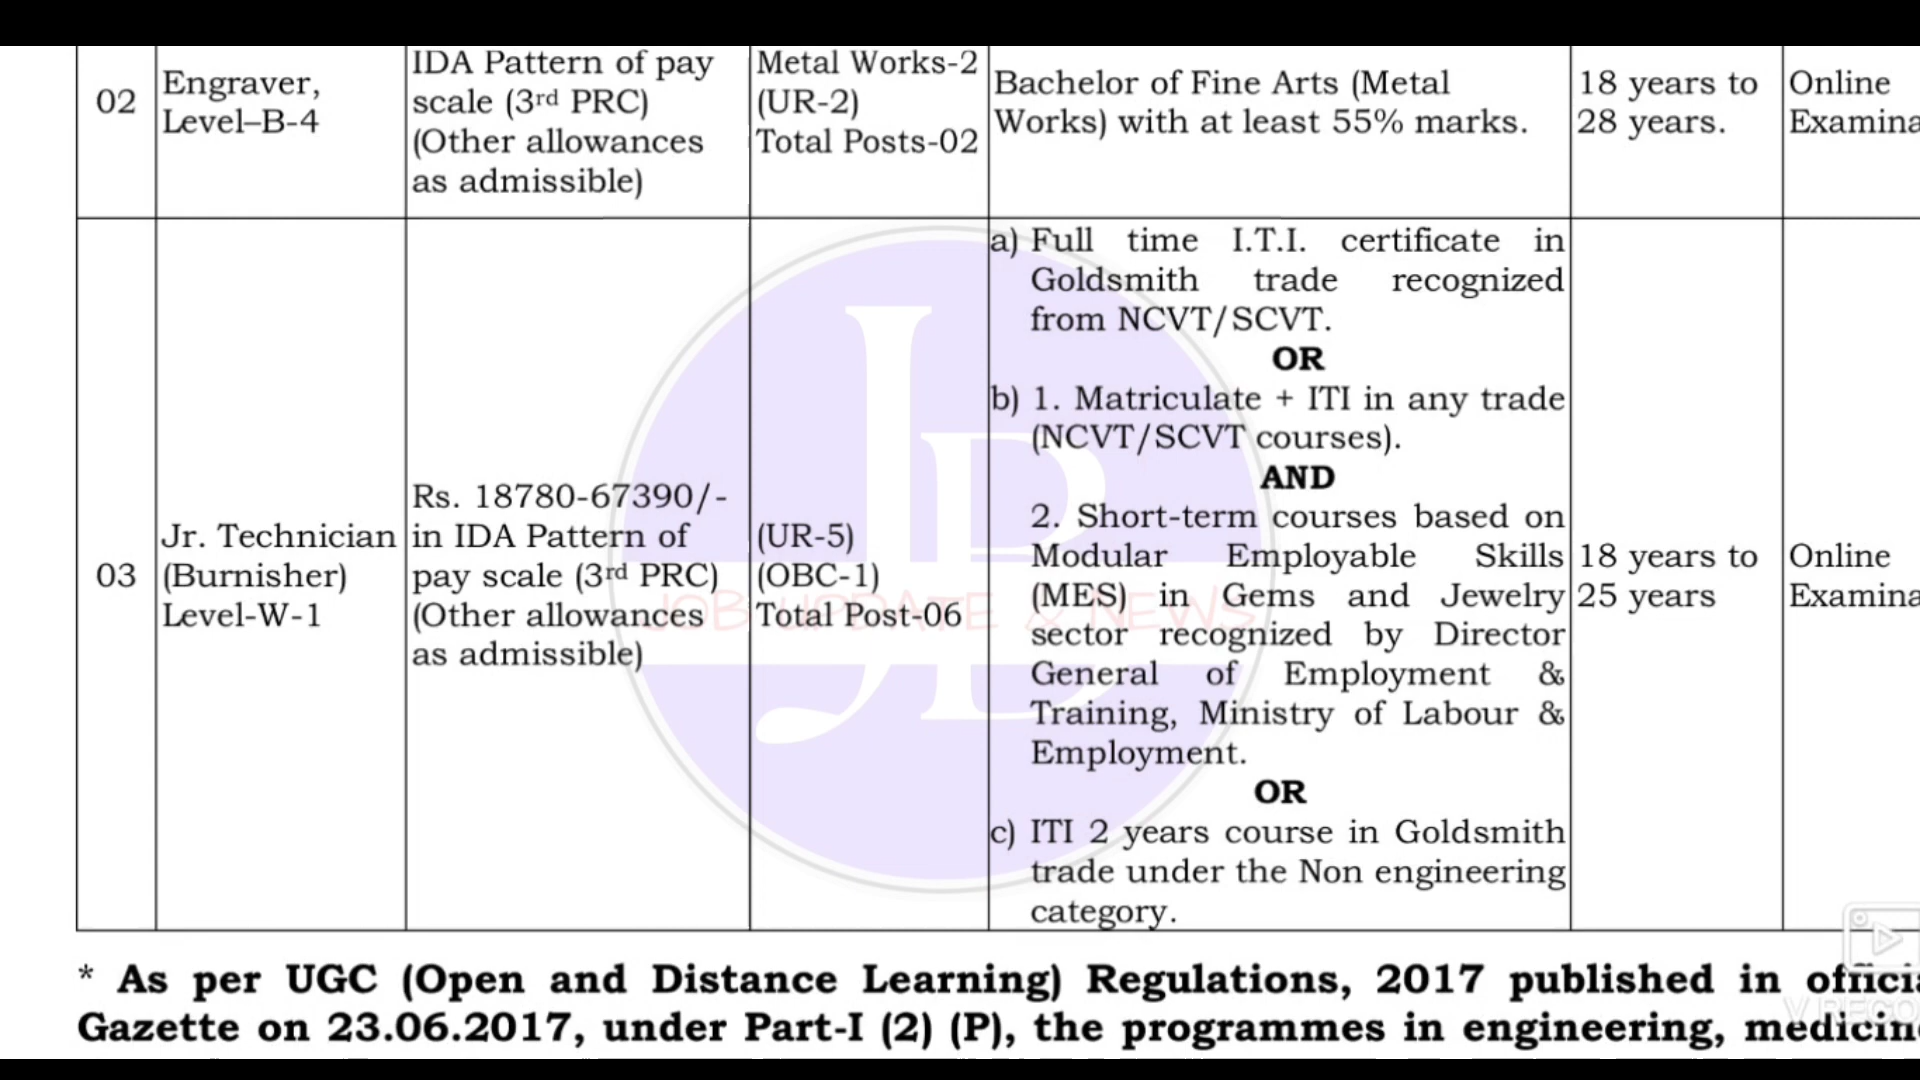 02
Engraver,
Level–B-4
IDA Pattern of pay
scale (3rd PRC)
(Other allowances
as admissible)
Metal Works-2
(UR-2)
Total Posts-02
Bachelor of Fine Arts (Metal
Works) with at least 55% marks.
18 years to
28 years.
Online
Examina
03
Jr. Technician
(Burnisher)
Level-W-1
Rs. 18780-67390/-
in IDA Pattern of
pay scale (3rd PRC)
(Other allowances
as admissible)
(UR-5)
(OBC-1)
Total Post-06
a) Full time I.T.I. certificate in
Goldsmith trade recognized
from NCVT/SCVT.
OR
b) 1. Matriculate + ITI in any trade
(NCVT/SCVT courses).
AND
2. Short-term courses based on
Modular Employable Skills
(MES) in Gems and Jewelry
sector recognized by Director
General of Employment &
Training, Ministry of Labour &
Employment.
OR
c) ITI 2 years course in Goldsmith
trade under the Non engineering
category.
18 years to
25 years
Online
Examina
JOB UPDATE & NEWS
* As per UGC (Open and Distance Learning) Regulations, 2017 published in officia
Gazette on 23.06.2017, under Part-I (2) (P), the programmes in engineering, medicine